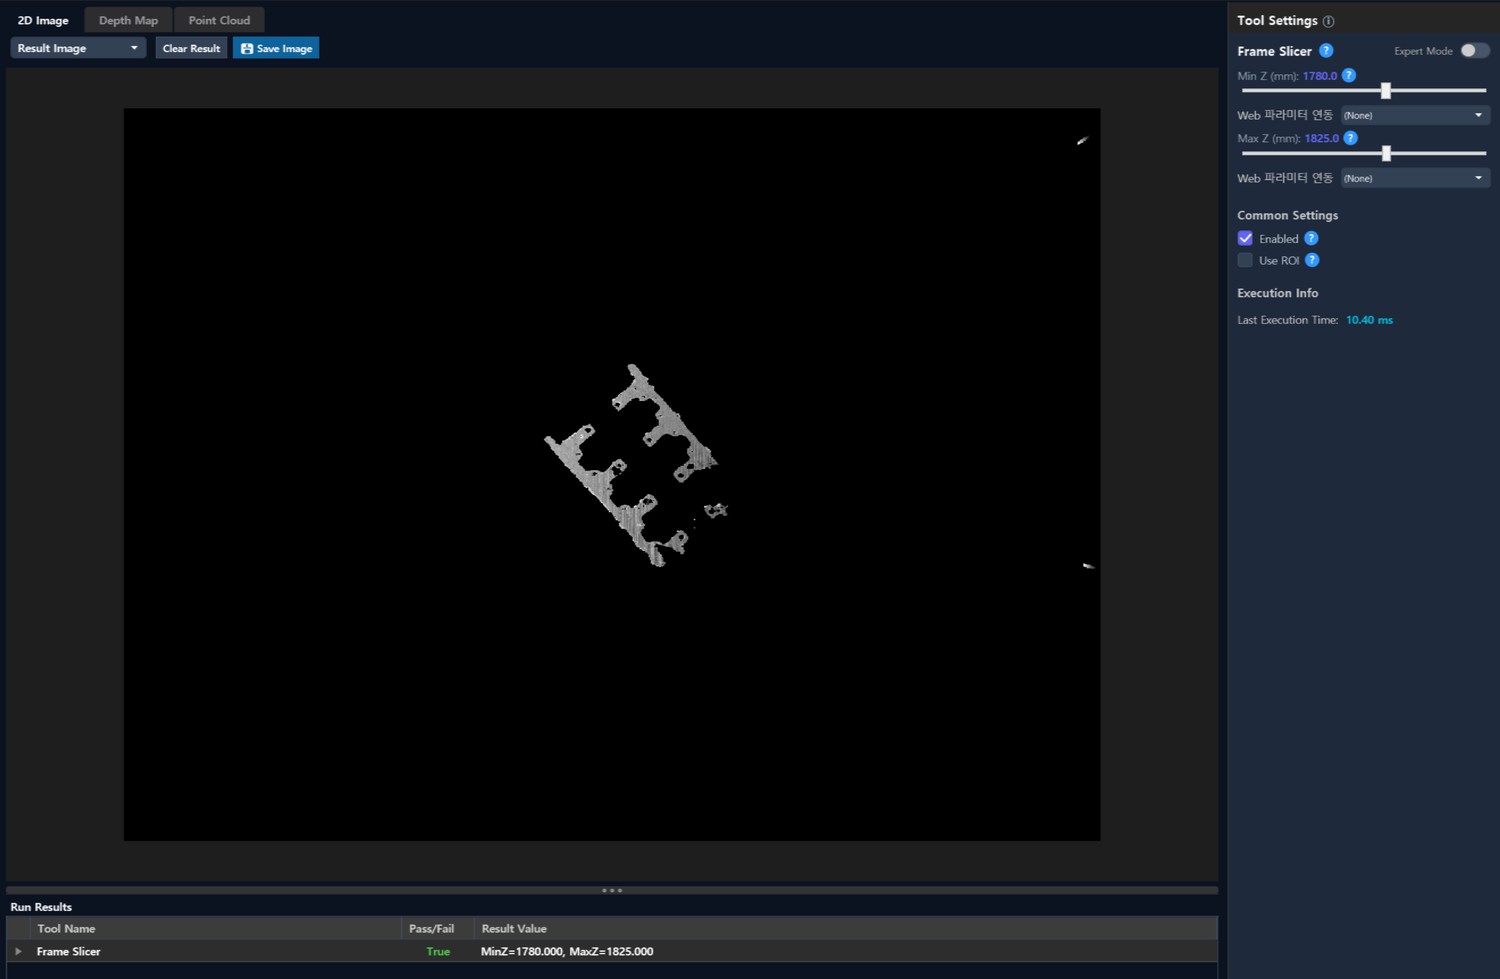 2D Image Depth Map Point Cloud
Result Image Clear Result Save Image
Tool Settings
Frame Slicer ? Expert Mode
Min Z (mm): 1780.0 ?
Web 파라미터 연동 (None)
Max Z (mm): 1825.0 ?
Web 파라미터 연동 (None)
Common Settings
Enabled ?
Use ROI ?
Execution Info
Last Execution Time: 10.40 ms
Run Results
Tool Name Pass/Fail Result Value
Frame Slicer True MinZ=1780.000, MaxZ=1825.000